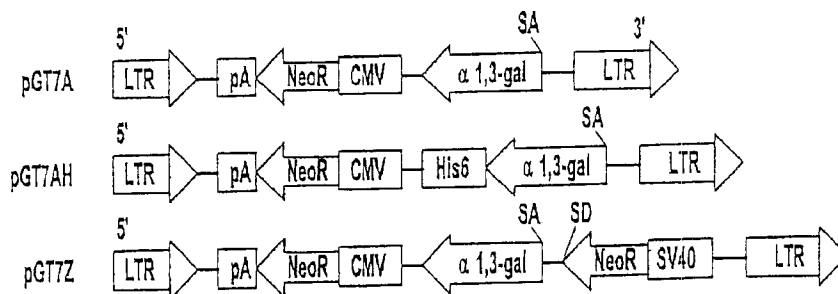 5' SA 3'
pGT7A LTR pA NeoR CMV α 1,3-gal LTR
5' SA
pGT7AH LTR pA NeoR CMV His6 α 1,3-gal LTR
5' SA SD
pGT7Z LTR pA NeoR CMV α 1,3-gal NeoR SV40 LTR